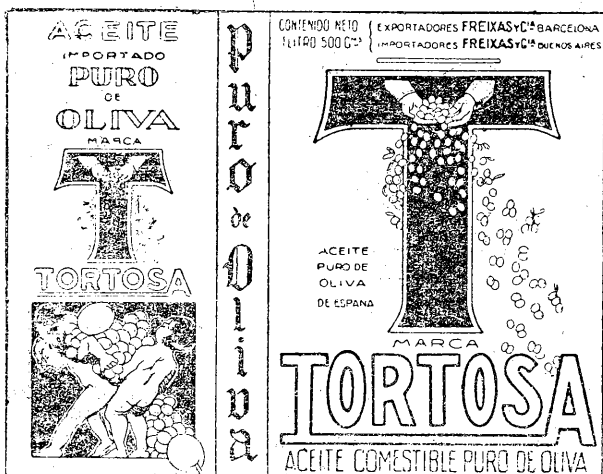 ACEITE
IMPORTADO
PURO
DE
OLIVA
MARCA
T
TORTOSA
puro de Oliva
CONTENIDO NETO
1 LITRO 500 Gms
EXPORTADORES FREIXAS Y Cia BARCELONA
IMPORTADORES FREIXAS Y Cia BUENOS AIRES
T
ACEITE
PURO DE
OLIVA
DE ESPAÑA
MARCA
TORTOSA
ACEITE COMESTIBLE PURO DE OLIVA